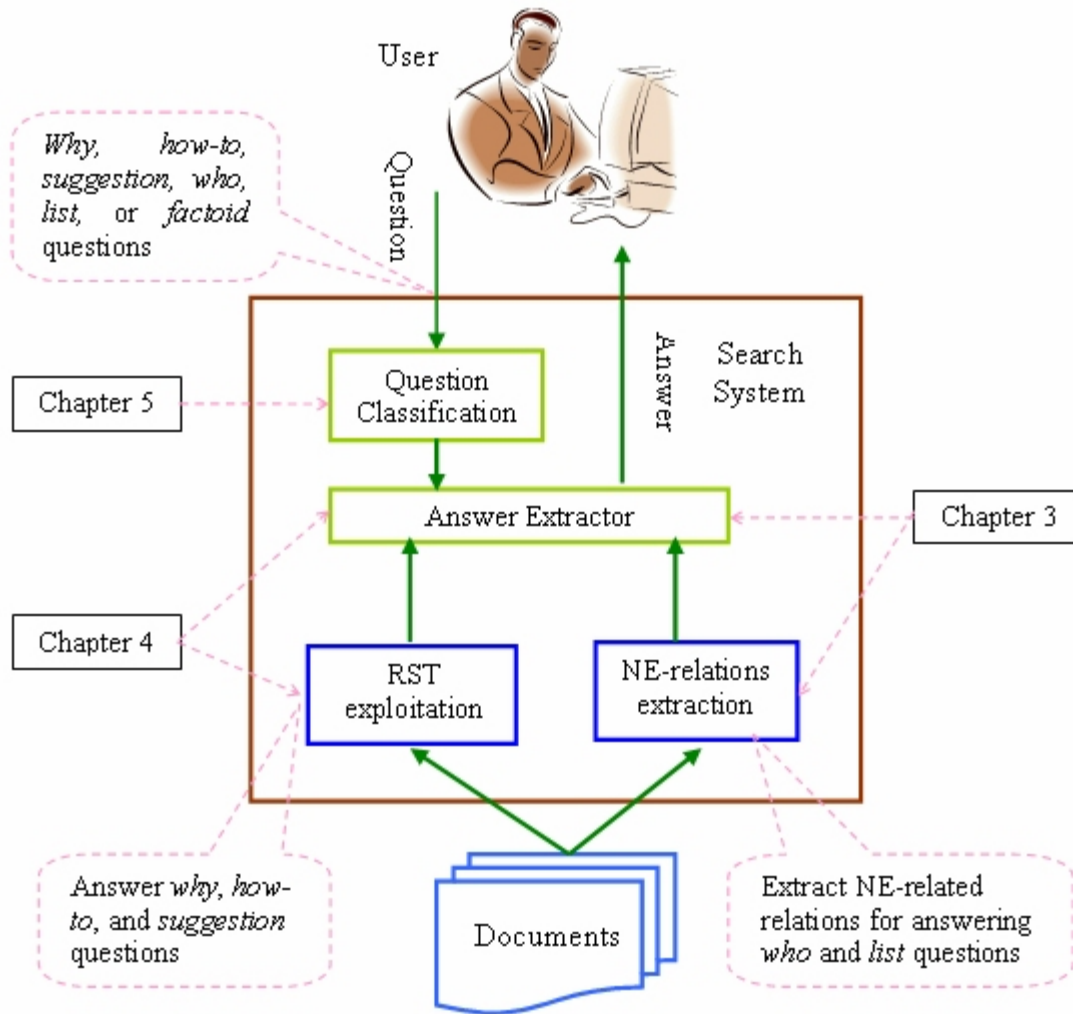 User
Why, how-to,
suggestion, who,
list, or factoid
questions
Question
Answer
Search
System
Question
Classification
Chapter 5
Answer Extractor
Chapter 3
Chapter 4
RST
exploitation
NE-relations
extraction
Answer why, how-
to, and suggestion
questions
Documents
Extract NE-related
relations for answering
who and list questions